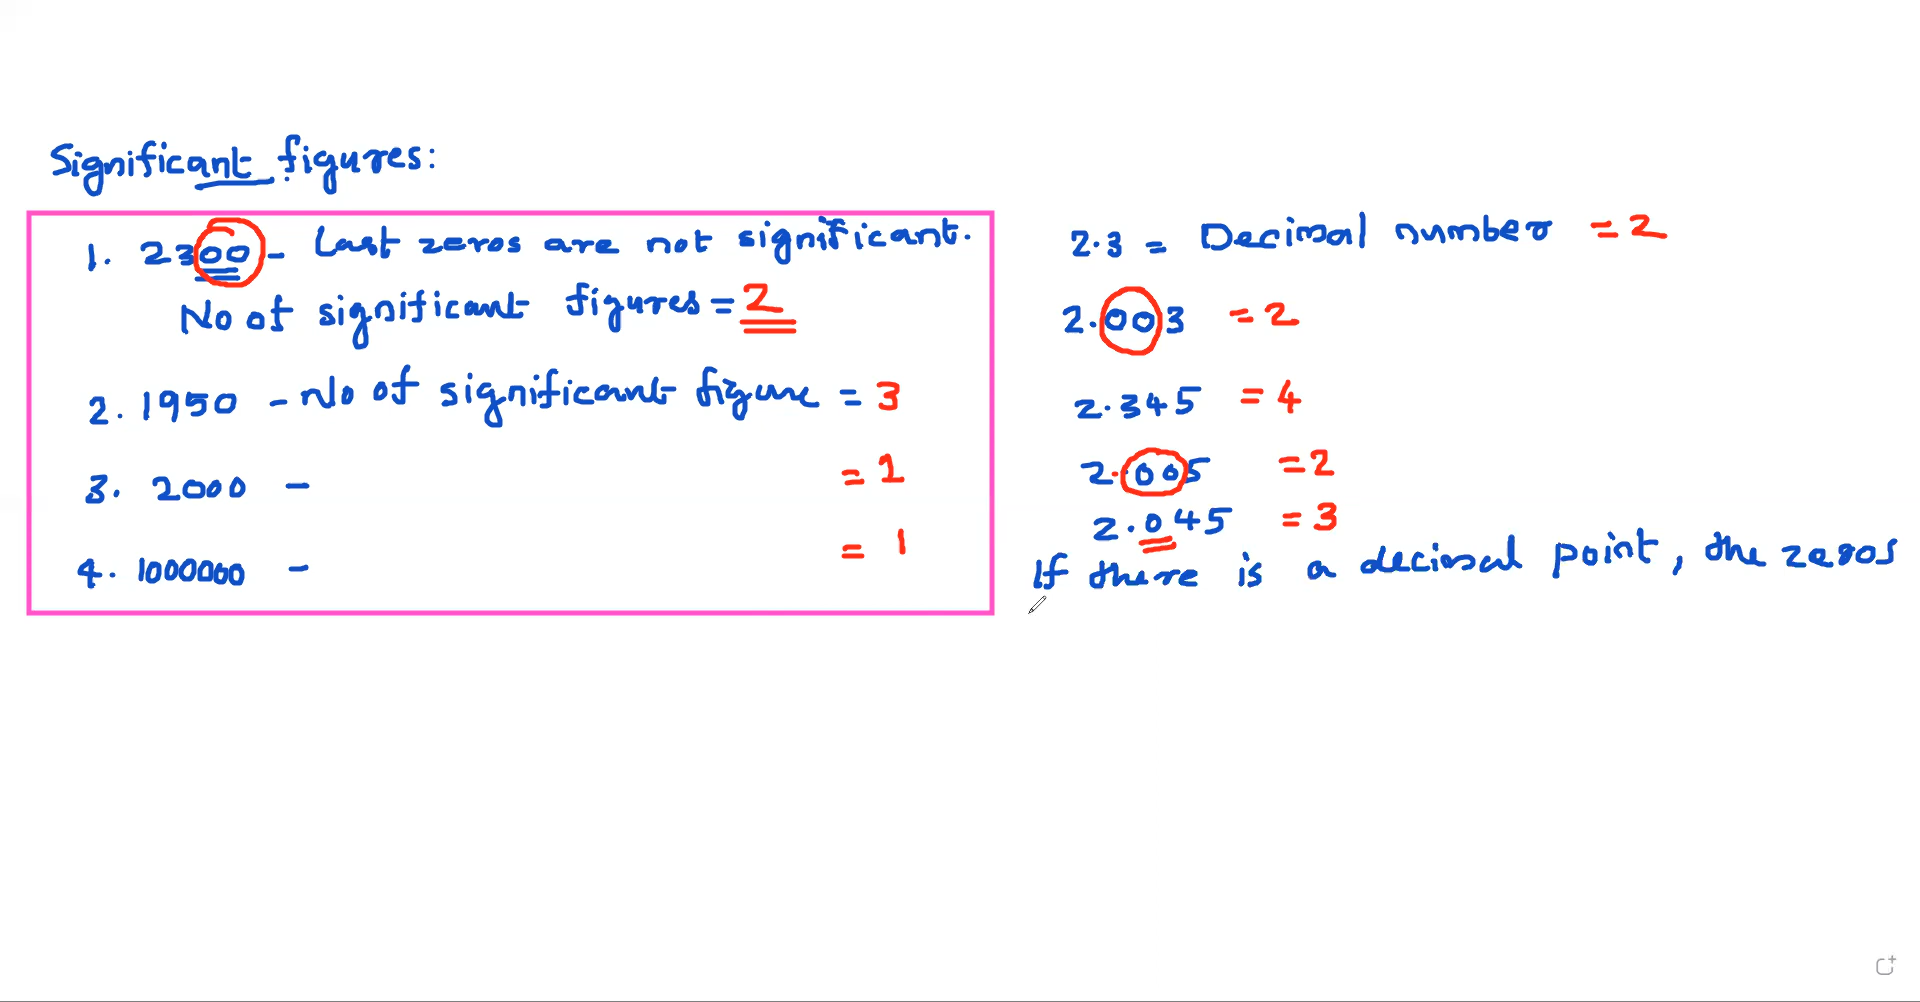 Significant figures:
1. 2300 - Last zeros are not significant.
No of significant figures = 2
2. 1950 - No of significant figure = 3
3. 2000 - = 1
4. 1000000 - = 1
2.3 = Decimal number = 2
2.003 = 2
2.345 = 4
2.005 = 2
2.045 = 3
If there is a decimal point, the zeros